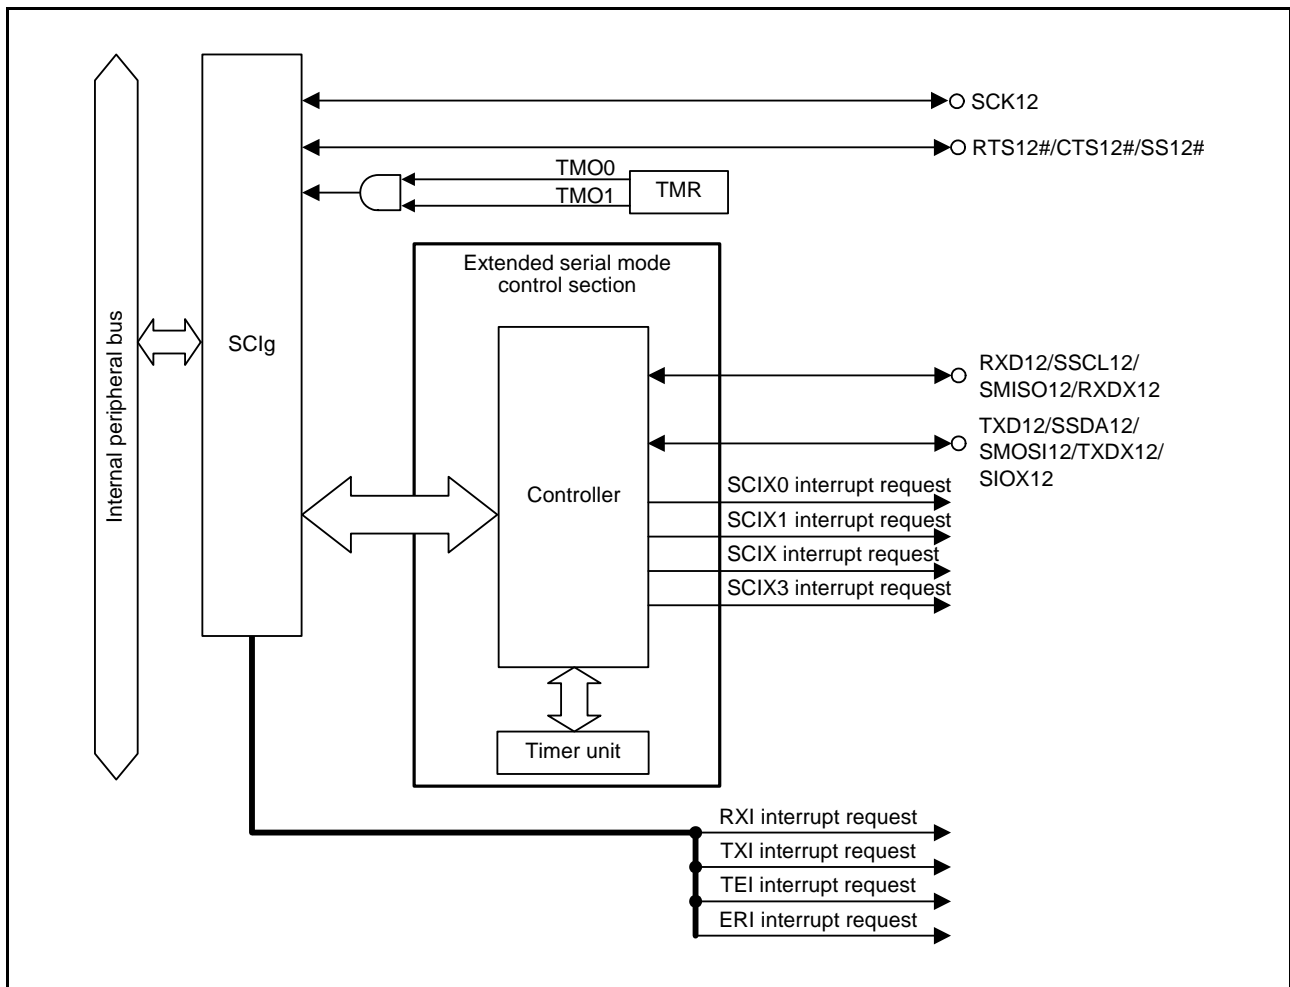 SCK12
RTS12#/CTS12#/SS12#
TMO0
TMO1
TMR
Extended serial mode
control section
Internal peripheral bus
SCIg
RXD12/SSCL12/
SMISO12/RXDX12
TXD12/SSDA12/
SMOSI12/TXDX12/
SIOX12
Controller
SCIX0 interrupt request
SCIX1 interrupt request
SCIX interrupt request
SCIX3 interrupt request
Timer unit
RXI interrupt request
TXI interrupt request
TEI interrupt request
ERI interrupt request